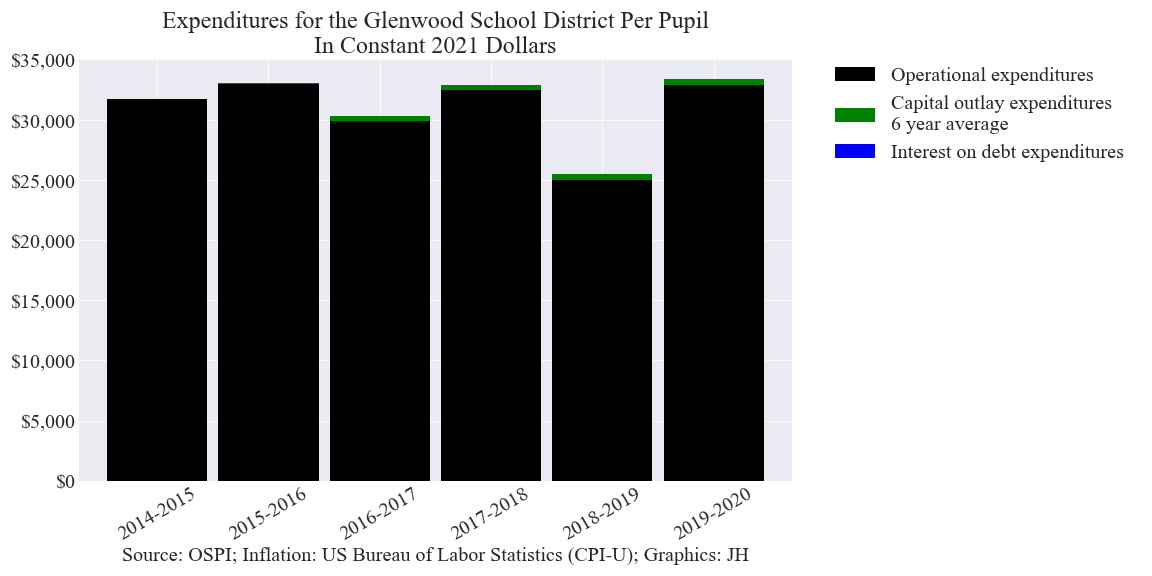 Expenditures for the Glenwood School District Per Pupil
In Constant 2021 Dollars
$35,000
$30,000
$25,000
$20,000
$15,000
$10,000
$5,000
$0
2014-2015
2015-2016
2016-2017
2017-2018
2018-2019
2019-2020
Operational expenditures
Capital outlay expenditures
6 year average
Interest on debt expenditures
Source: OSPI; Inflation: US Bureau of Labor Statistics (CPI-U); Graphics: JH